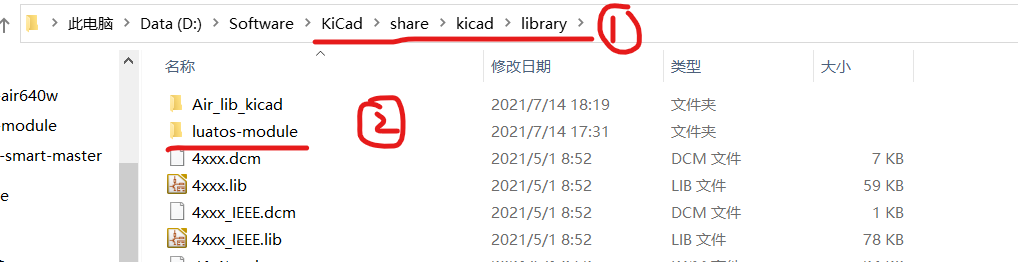 此电脑 > Data (D:) > Software > KiCad > share > kicad > library >
①
名称 修改日期 类型 大小
air640w
Air_lib_kicad 2021/7/14 18:19 文件夹
②
-module
luatos-module 2021/7/14 17:31 文件夹
-smart-master
4xxx.dcm 2021/5/1 8:52 DCM 文件 7 KB
4xxx.lib 2021/5/1 8:52 LIB 文件 59 KB
e
4xxx_IEEE.dcm 2021/5/1 8:52 DCM 文件 1 KB
4xxx_IEEE.lib 2021/5/1 8:52 LIB 文件 78 KB